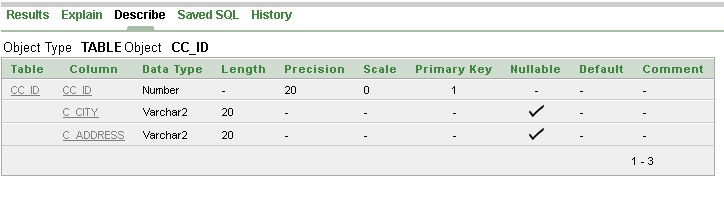 Results Explain Describe Saved SQL History
Object Type TABLE Object CC_ID
Table Column Data Type Length Precision Scale Primary Key Nullable Default Comment
CC_ID CC_ID Number - 20 0 1 - - -
C_CITY Varchar2 20 - - - - -
C_ADDRESS Varchar2 20 - - - - -
1 - 3